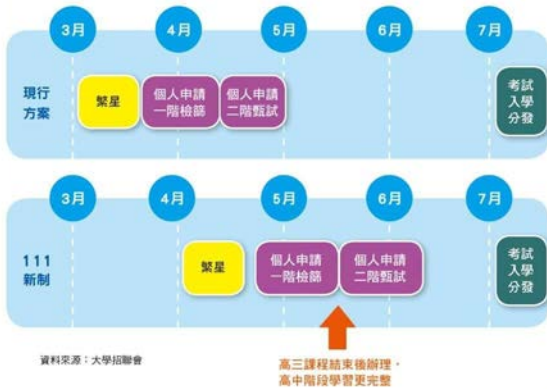 3月 4月 5月 6月 7月
現行
方案
繁星
個人申請
一階檢篩
個人申請
二階甄試
考試
入學
分發
3月 4月 5月 6月 7月
111
新制
繁星
個人申請
一階檢篩
個人申請
二階甄試
考試
入學
分發
資料來源：大學招聯會
高三課程結束後辦理，
高中階段學習更完整